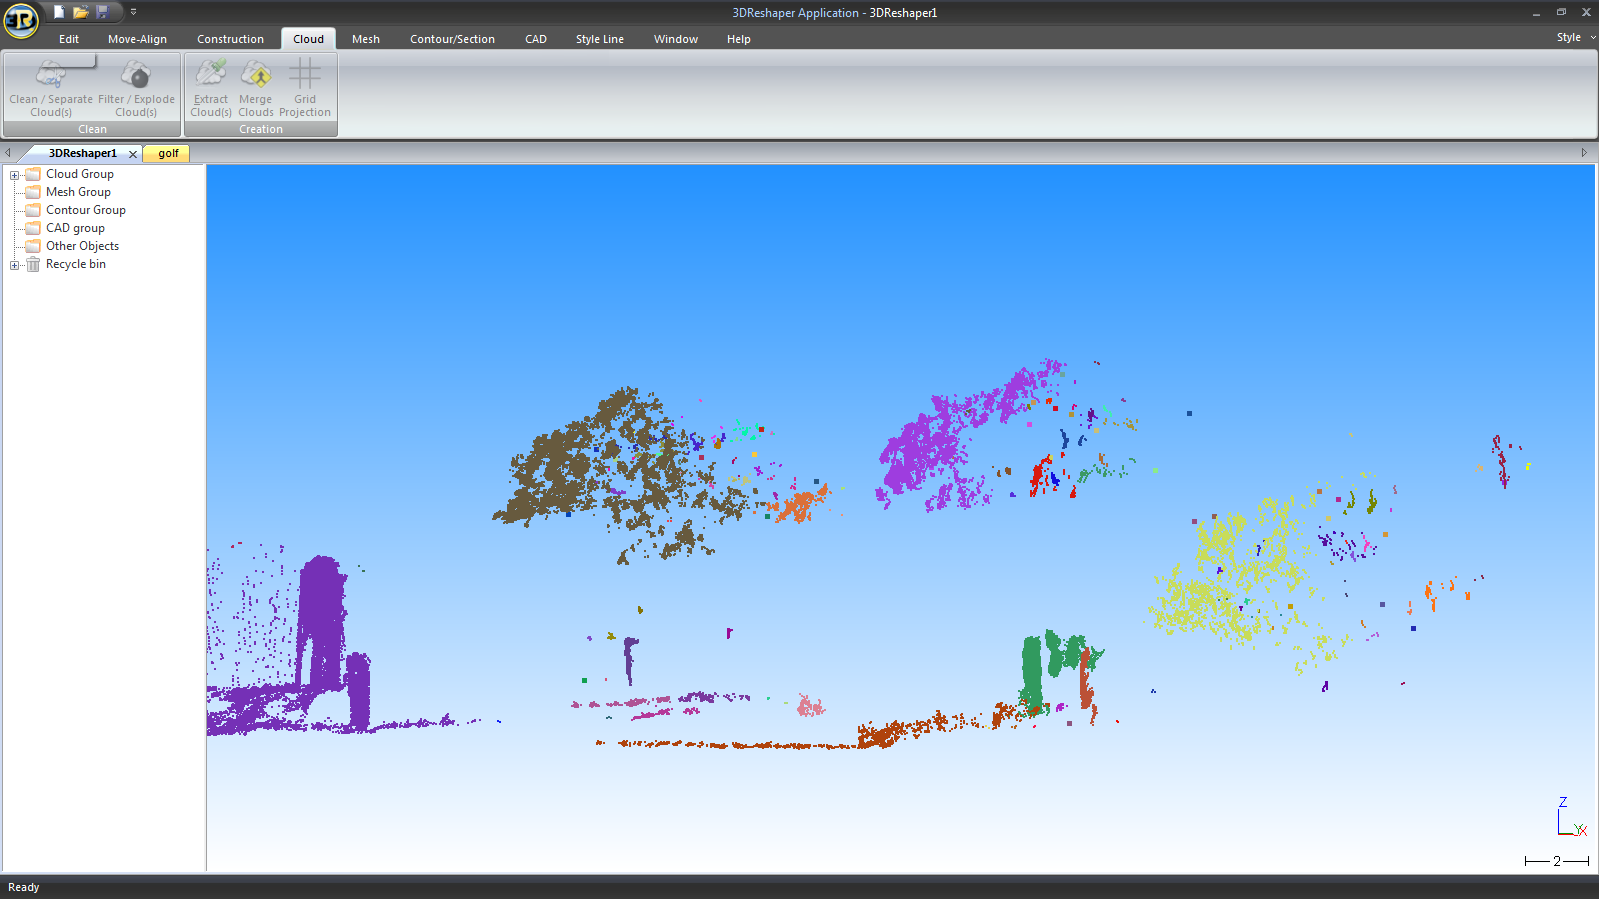 3DReshaper Application - 3DReshaper1
3R
Edit Move-Align Construction Cloud Mesh Contour/Section CAD Style Line Window Help Style
Clean / Separate Filter / Explode Extract Merge Grid
Cloud(s) Cloud(s) Cloud(s) Clouds Projection
Clean Creation
3DReshaper1 golf
Cloud Group
Mesh Group
Contour Group
CAD group
Other Objects
Recycle bin
Z
Y X
2
Ready